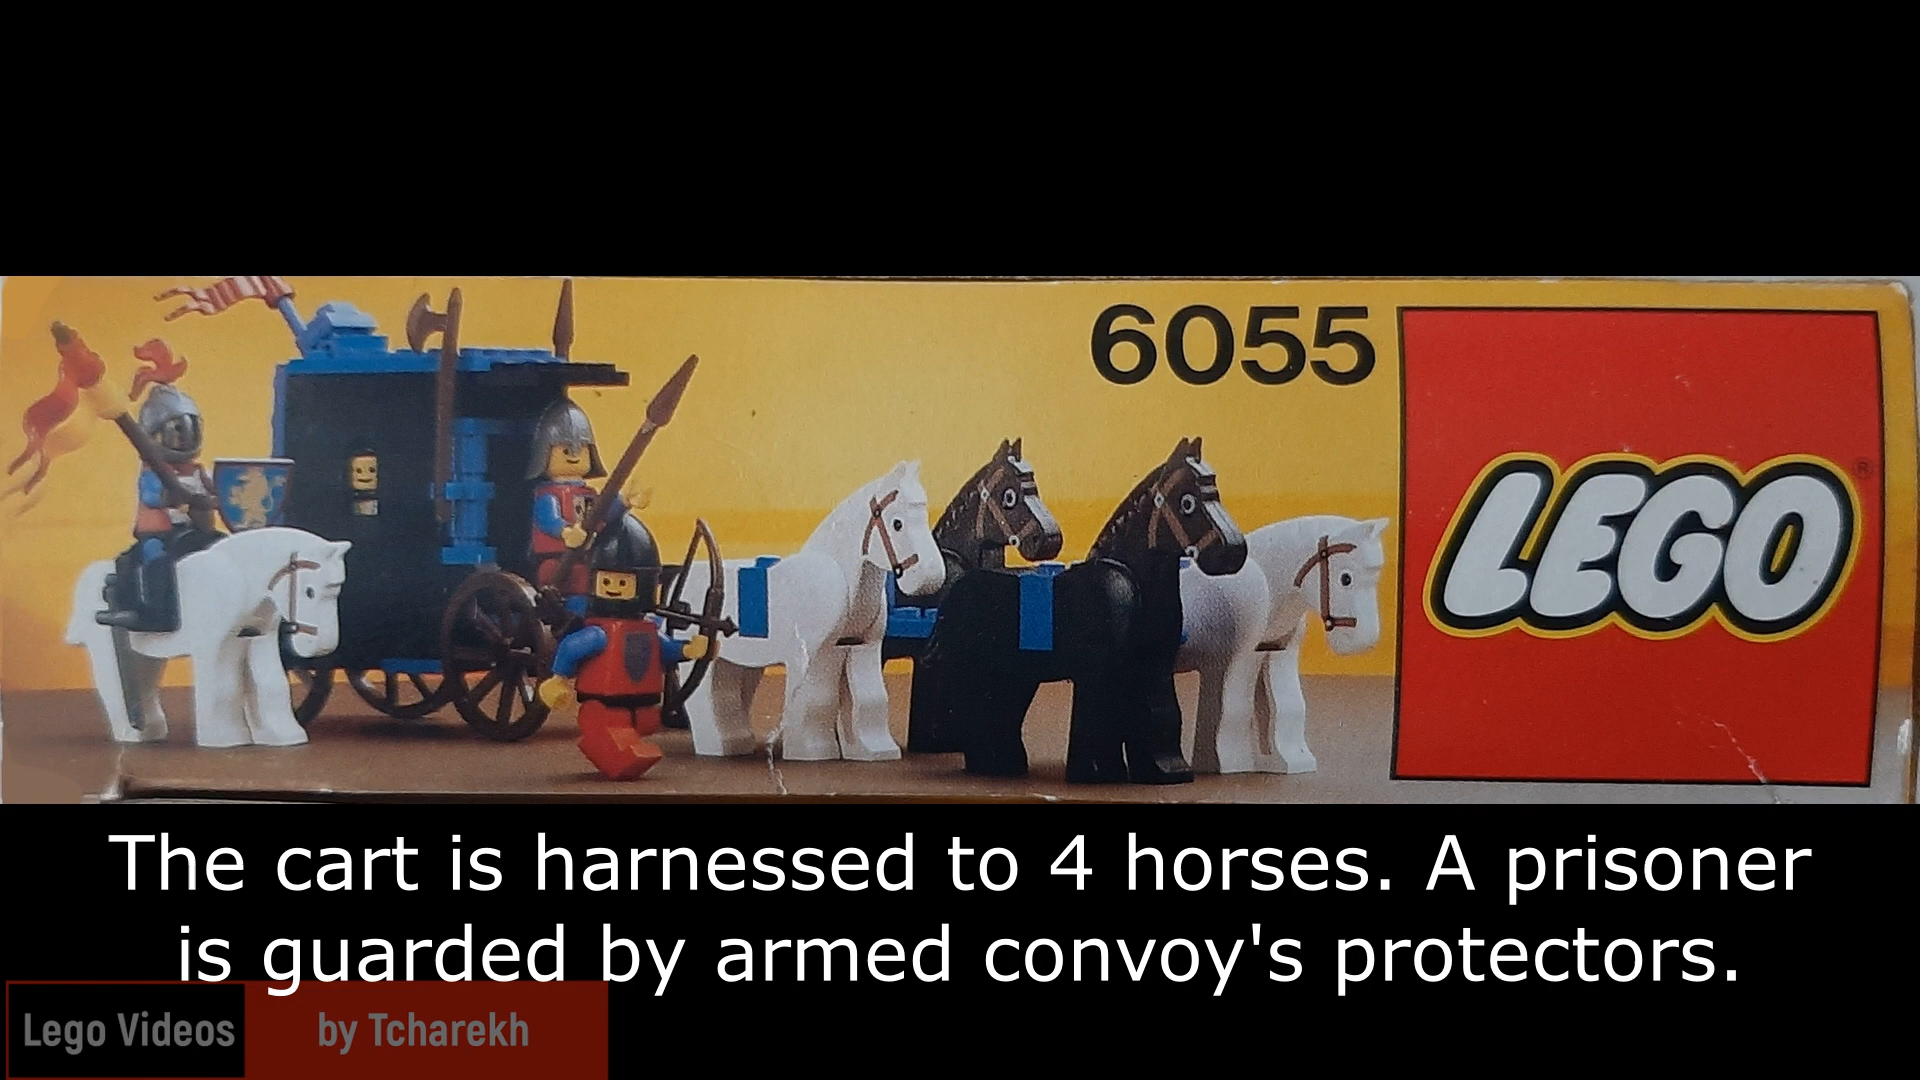 6055
LEGO®
The cart is harnessed to 4 horses. A prisoner
is guarded by armed convoy's protectors.
Lego Videos by Tcharekh